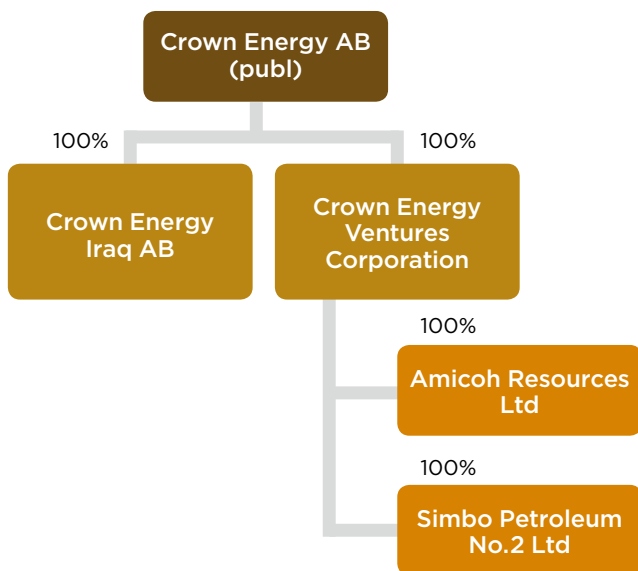 Crown Energy AB
(publ)
100%
100%
Crown Energy
Iraq AB
Crown Energy
Ventures
Corporation
100%
Amicoh Resources
Ltd
100%
Simbo Petroleum
No.2 Ltd